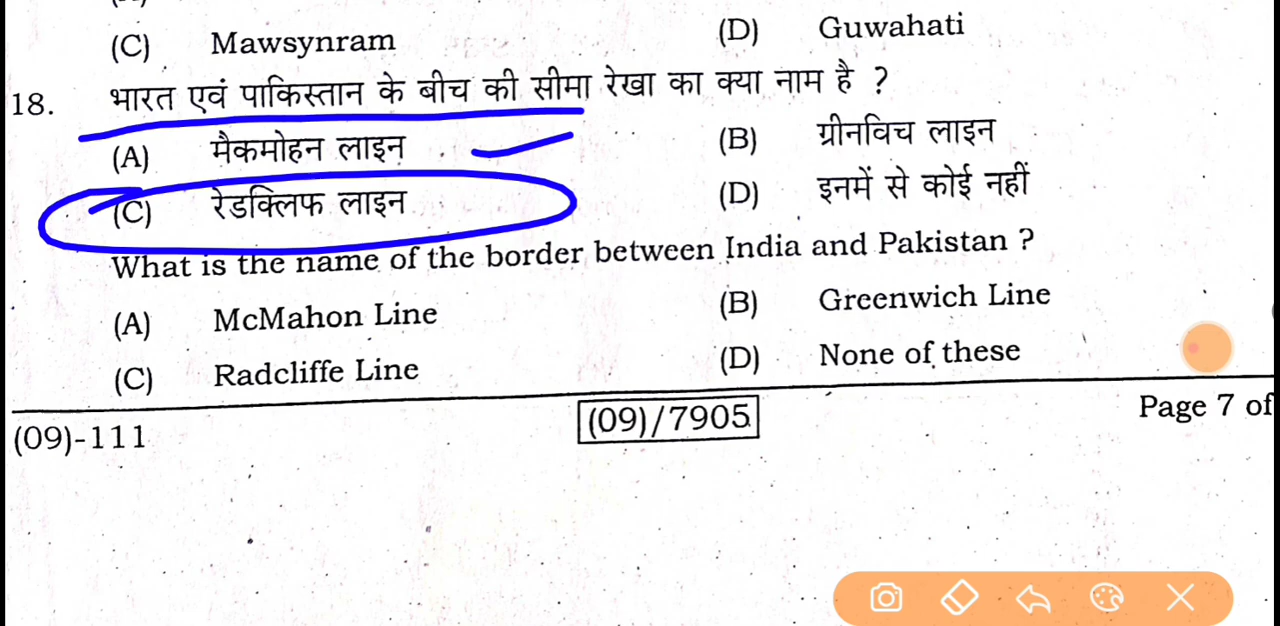 (C) Mawsynram (D) Guwahati
18. भारत एवं पाकिस्तान के बीच की सीमा रेखा का क्या नाम है ?
(A) मैकमोहन लाइन (B) ग्रीनविच लाइन
(C) रेडक्लिफ लाइन (D) इनमें से कोई नहीं
What is the name of the border between India and Pakistan ?
(A) McMahon Line (B) Greenwich Line
(C) Radcliffe Line (D) None of these
(09)-111 (09)/7905 Page 7 of